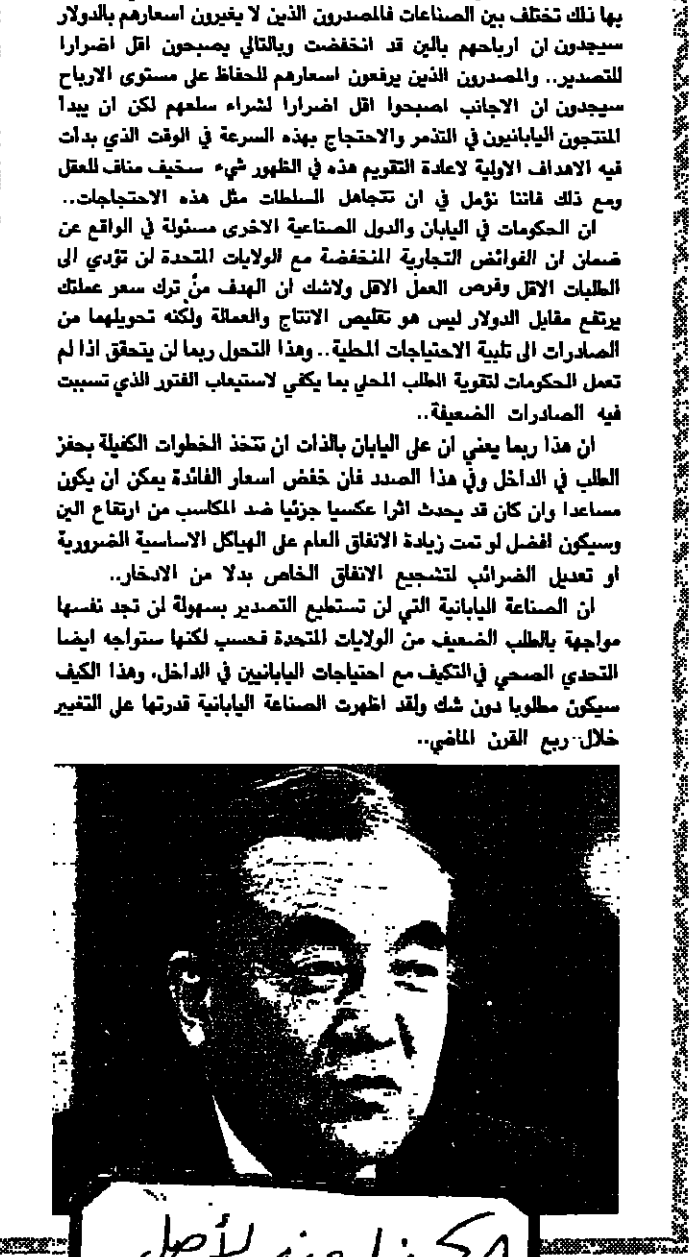 بها ذلك تختلف بين الصناعات فالمصدرون الذين لا يغيرون اسعارهم بالدولار
سيجدون ان ارباحهم بالين قد انخفضت وبالتالي يصبحون اقل اضرارا
للتصدير.. والمصدرون الذين يرفعون اسعارهم للحفاظ على مستوى الارباح
سيجدون ان الاجانب اصبحوا اقل اضرارا لشراء سلعهم لكن ان يبدأ
المنتجون اليابانيون في التذمر والاحتجاج بهذه السرعة في الوقت الذي بدأت
فيه الاهداف الاولية لاعادة التقويم هذه في الظهور شيء سخيف مناف للعقل
ومع ذلك فاننا نؤمل في ان تتجاهل السلطات مثل هذه الاحتجاجات..
ان الحكومات في اليابان والدول الصناعية الاخرى مسئولة في الواقع عن
ضمان ان الفوائض التجارية المنخفضة مع الولايات المتحدة لن تؤدي الى
الطلبات الاقل وفرص العمل الاقل ولاشك ان الهدف من ترك سعر عملتك
يرتفع مقابل الدولار ليس هو تقليص الانتاج والعمالة ولكنه تحويلهما من
الصادرات الى تلبية الاحتياجات المحلية.. وهذا التحول ربما لن يتحقق اذا لم
تعمل الحكومات لتقوية الطلب المحلي بما يكفي لاستيعاب الفتور الذي تسببت
فيه الصادرات الضعيفة..
ان هذا ربما يعني ان على اليابان بالذات ان تتخذ الخطوات الكفيلة بحفز
الطلب في الداخل وفي هذا الصدد فان خفض اسعار الفائدة يمكن ان يكون
مساعدا وان كان قد يحدث اثرا عكسيا جزئيا ضد المكاسب من ارتفاع الين
وسيكون افضل لو تمت زيادة الانفاق العام على الهياكل الاساسية الضرورية
او تعديل الضرائب لتشجيع الانفاق الخاص بدلا من الادخار..
ان الصناعة اليابانية التي لن تستطيع التصدير بسهولة لن تجد نفسها
مواجهة بالطلب الضعيف من الولايات المتحدة فحسب لكنها ستواجه ايضا
التحدي الصحي في التكيف مع احتياجات اليابانيين في الداخل، وهذا الكيف
سيكون مطلوبا دون شك ولقد اظهرت الصناعة اليابانية قدرتها على التغيير
خلال ربع القرن الماضي..